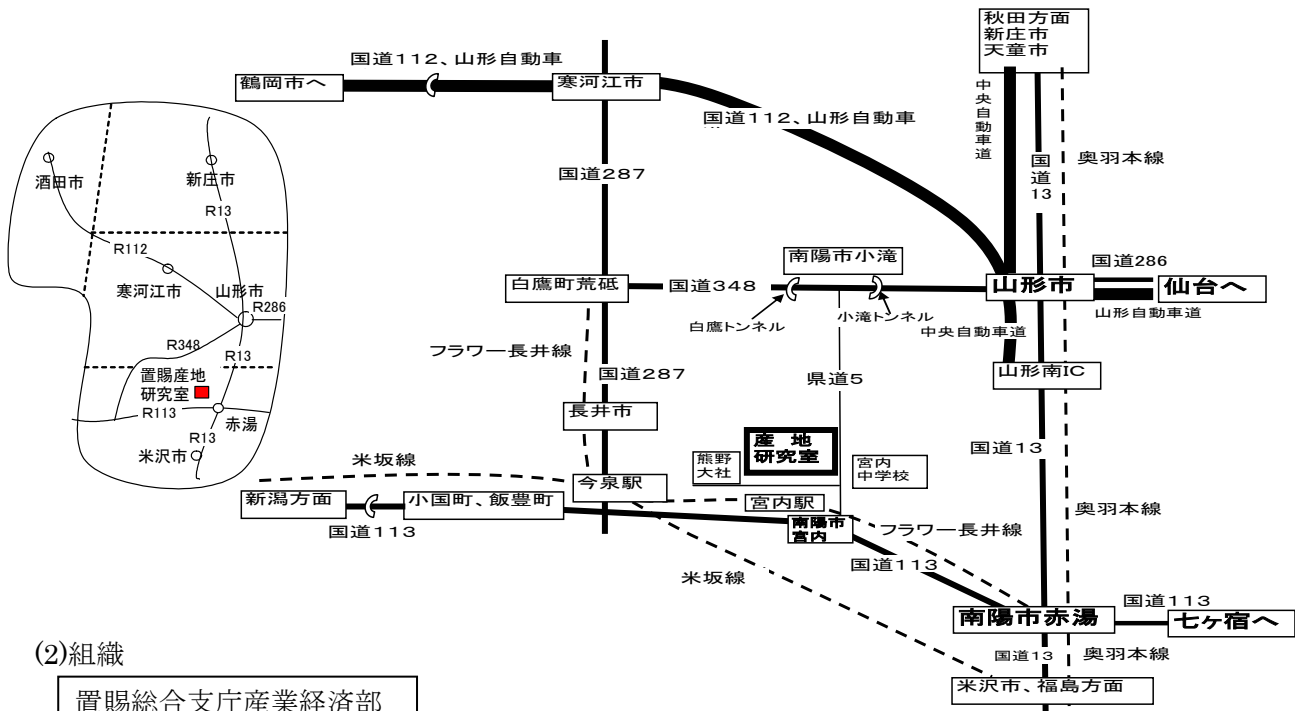 秋田方面
新庄市
天童市
国道112、山形自動車
鶴岡市へ
寒河江市
国道112、山形自動車
中央自動車道
国道13
奥羽本線
酒田市
新庄市
R13
国道287
R112
寒河江市
山形市
R286
R348
R13
置賜産地
研究室
R113
赤湯
R13
米沢市
南陽市小滝
白鷹町荒砥
国道348
山形市
国道286
仙台へ
山形自動車道
白鷹トンネル
小滝トンネル
中央自動車道
フラワー長井線
国道287
県道5
山形南IC
長井市
産地
研究室
国道13
熊野
大社
宮内
中学校
米坂線
今泉駅
新潟方面
小国町、飯豊町
宮内駅
国道113
南陽市
宮内
フラワー長井線
奥羽本線
国道113
米坂線
南陽市赤湯
国道113
七ヶ宿へ
国道13
奥羽本線
米沢市、福島方面
(2)組織
置賜総合支庁産業経済部